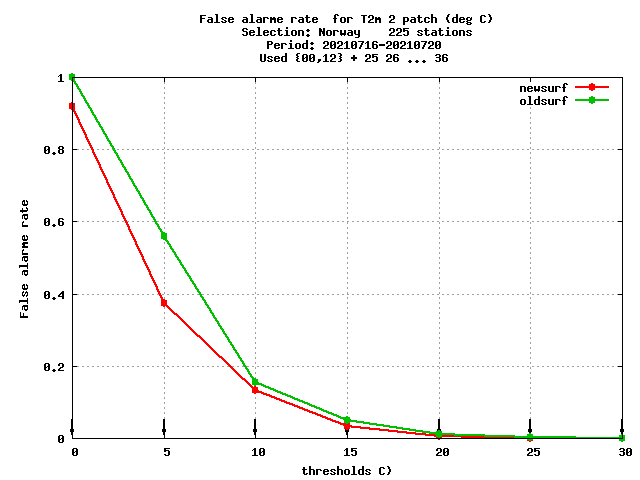 False alarme rate  for T2m 2 patch (deg C)
Selection: Norway    225 stations
Period: 20210716-20210720
Used {00,12} + 25 26 ... 36
newsurf
oldsurf
False alarme rate
1
0.8
0.6
0.4
0.2
0
0 5 10 15 20 25 30
thresholds C)